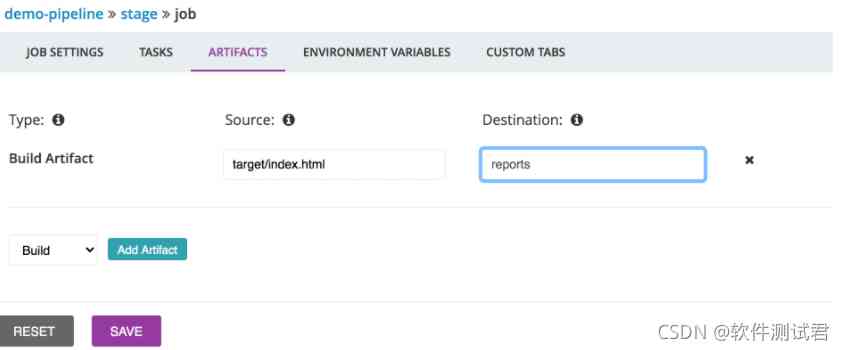 demo-pipeline » stage » job
JOB SETTINGS TASKS ARTIFACTS ENVIRONMENT VARIABLES CUSTOM TABS
Type: Source: Destination:
Build Artifact target/index.html reports
Build Add Artifact
RESET SAVE
CSDN @软件测试君